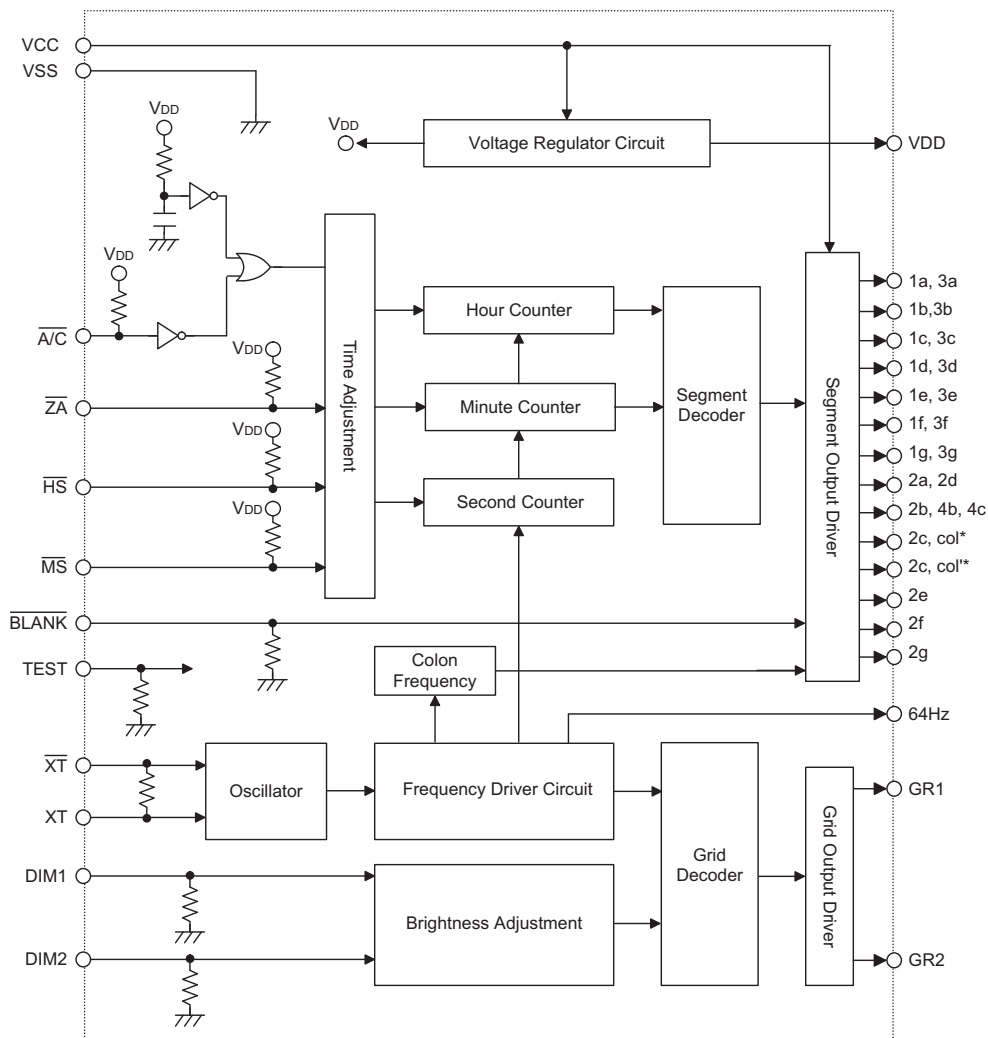 VCC
VSS
VDD
VDD
Voltage Regulator Circuit
VDD
VDD
A/C
VDD
ZA
VDD
HS
VDD
MS
Time Adjustment
Hour Counter
Minute Counter
Second Counter
Segment
Decoder
Segment Output Driver
1a, 3a
1b,3b
1c, 3c
1d, 3d
1e, 3e
1f, 3f
1g, 3g
2a, 2d
2b, 4b, 4c
2c, col*
2c, col'*
2e
2f
2g
BLANK
TEST
Colon
Frequency
64Hz
XT
XT
Oscillator
Frequency Driver Circuit
Grid
Decoder
Grid Output Driver
GR1
GR2
DIM1
DIM2
Brightness Adjustment